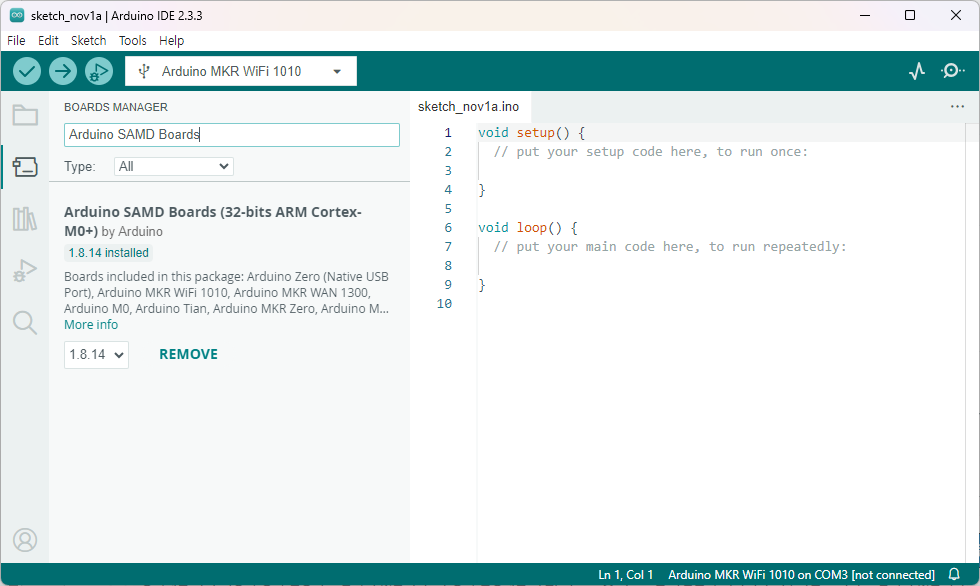 sketch_nov1a | Arduino IDE 2.3.3
File Edit Sketch Tools Help
Arduino MKR WiFi 1010
BOARDS MANAGER
Arduino SAMD Boards
Type: All
Arduino SAMD Boards (32-bits ARM Cortex-
M0+) by Arduino
1.8.14 installed
Boards included in this package: Arduino Zero (Native USB
Port), Arduino MKR WiFi 1010, Arduino MKR WAN 1300,
Arduino M0, Arduino Tian, Arduino MKR Zero, Arduino M...
More info
1.8.14 REMOVE
sketch_nov1a.ino
1 void setup() {
2 // put your setup code here, to run once:
3
4 }
5
6 void loop() {
7 // put your main code here, to run repeatedly:
8
9 }
10
Ln 1, Col 1 Arduino MKR WiFi 1010 on COM3 [not connected]